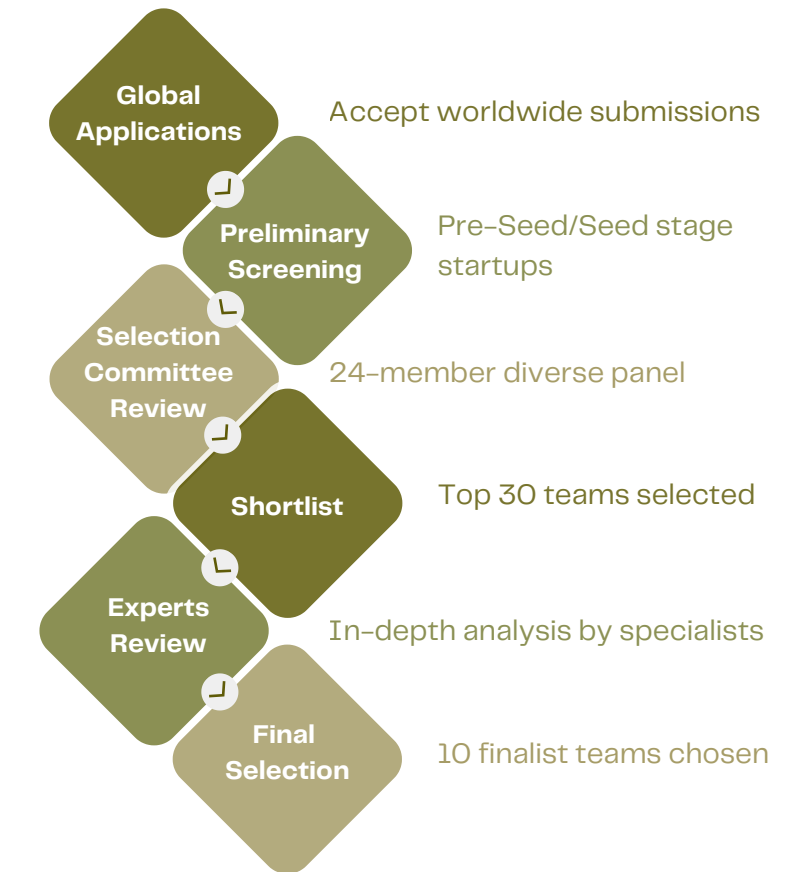 Global
Applications
Accept worldwide submissions
Preliminary
Screening
Pre-Seed/Seed stage
startups
Selection
Committee
Review
24-member diverse panel
Shortlist
Top 30 teams selected
Experts
Review
In-depth analysis by specialists
Final
Selection
10 finalist teams chosen